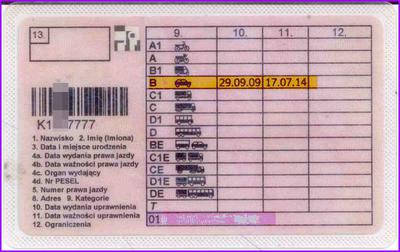 13.
9. 10. 11. 12.
A1
A
B1
B 29.09.09 17.07.14
C1
C
D1
D
BE
C1E
CE
D1E
DE
T
01
7777
1. Nazwisko 2. Imię (Imiona)
3. Data i miejsce urodzenia
4a. Data wydania prawa jazdy
4b. Data ważności prawa jazdy
4c. Organ wydający
4d. Nr PESEL
5. Numer prawa jazdy
8. Adres 9. Kategorie
10. Data wydania uprawnienia
11. Data ważności uprawnienia
12. Ograniczenia